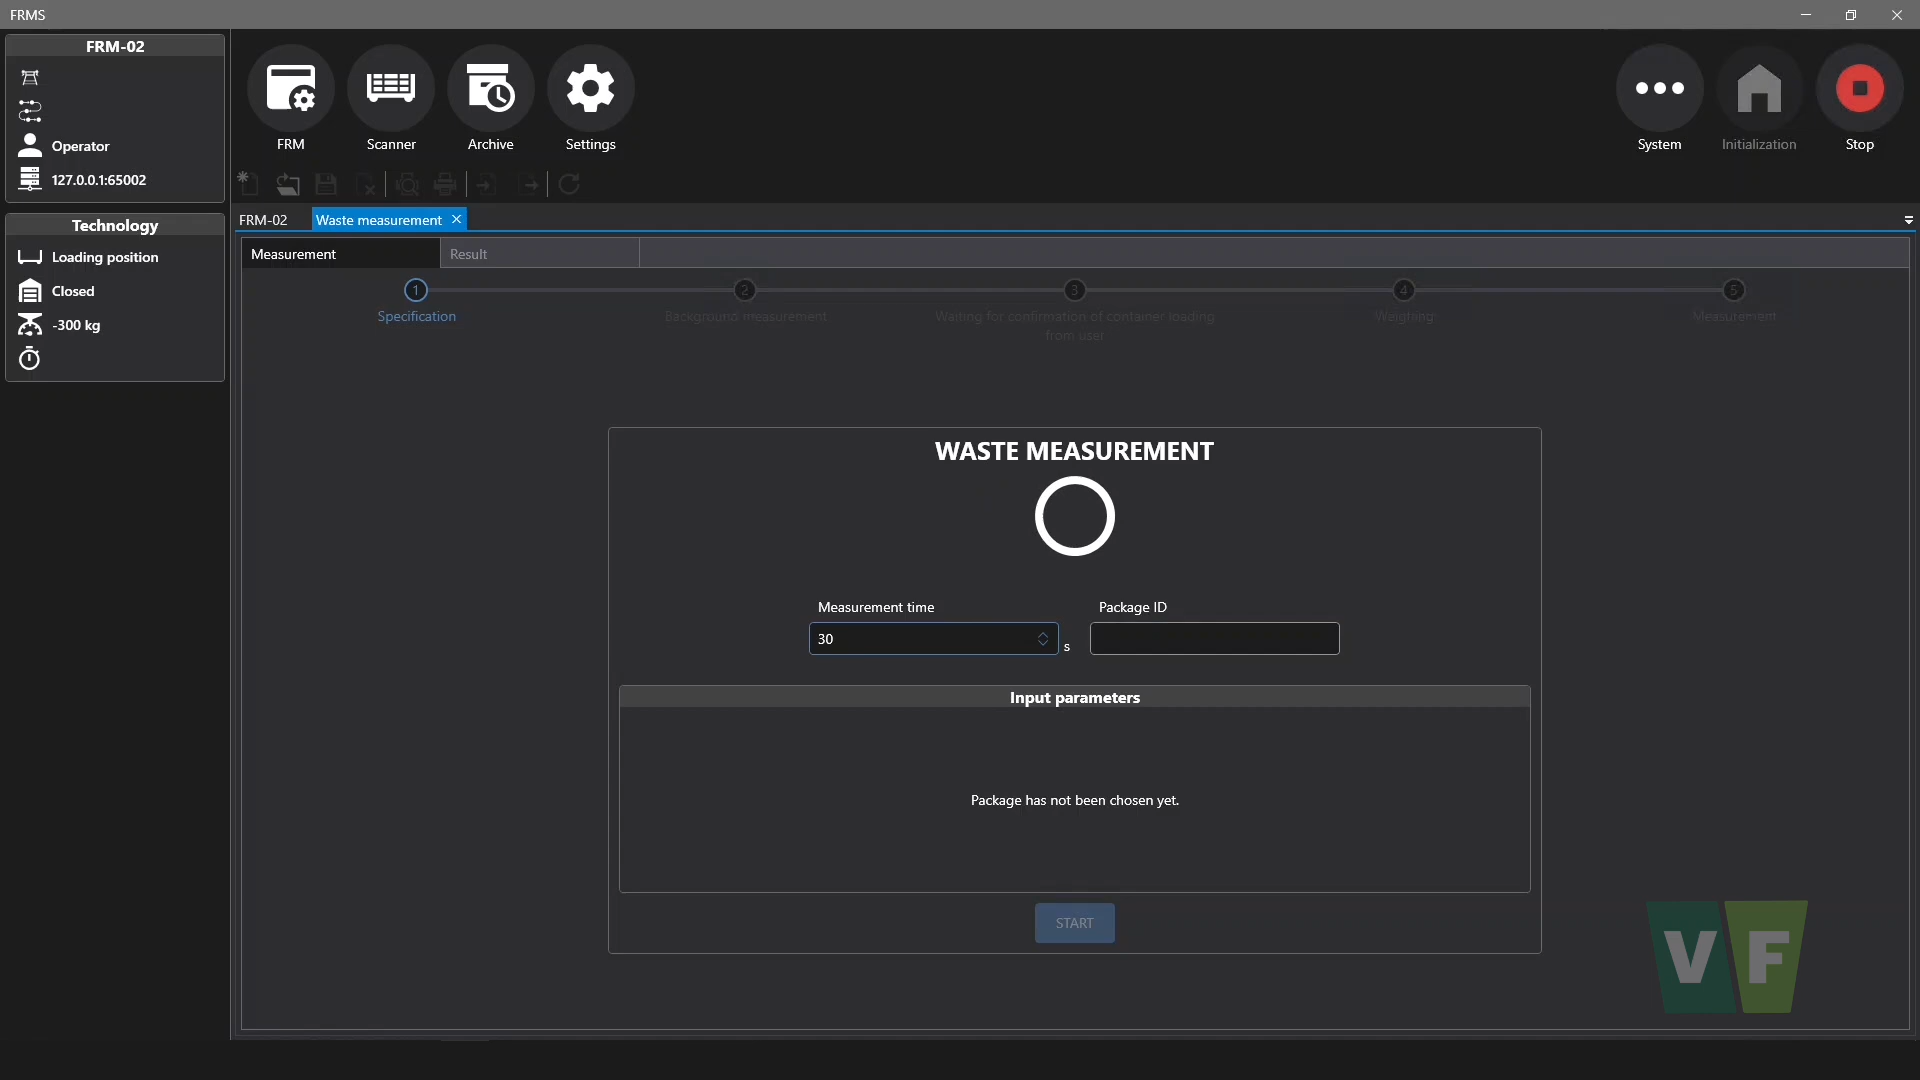 FRMS
FRM-02
Operator
127.0.0.1:65002
Technology
Loading position
Closed
-300 kg
FRM
Scanner
Archive
Settings
System
Initialization
Stop
FRM-02
Waste measurement
Measurement
Result
1
2
3
4
5
Specification
Background measurement
Waiting for confirmation of container loading
from user
Weighing
Measurement
WASTE MEASUREMENT
Measurement time
Package ID
30
s
Input parameters
Package has not been chosen yet.
START
VF